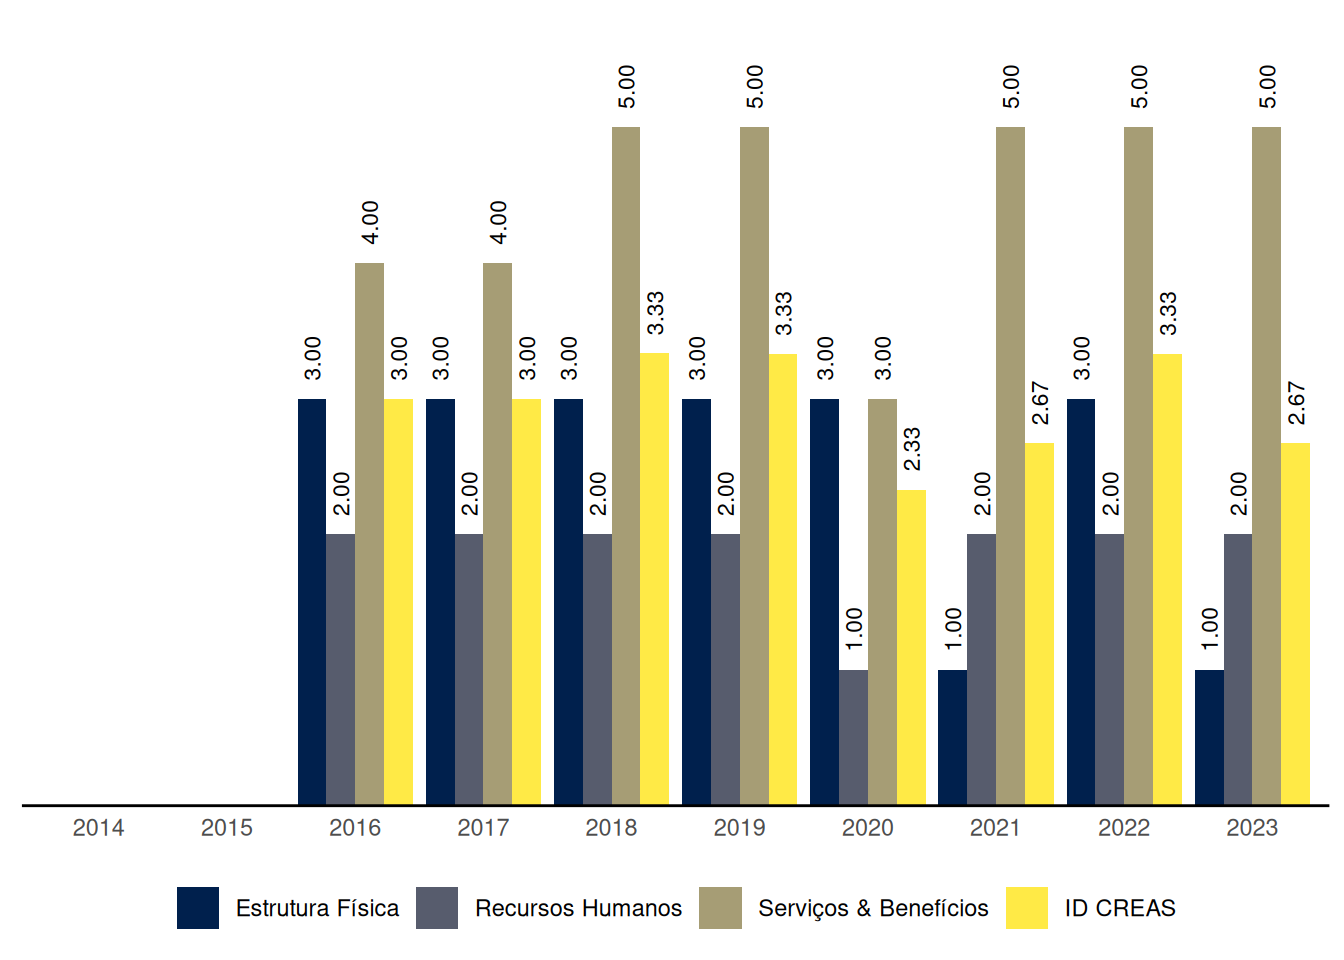 5.00 5.00 5.00 5.00 5.00
4.00 4.00
3.33 3.33 3.33
3.00 3.00 3.00 3.00 3.00 3.00 3.00 3.00 3.00
2.67 2.67
2.33
2.00 2.00 2.00 2.00 2.00 2.00 2.00
1.00 1.00 1.00
2014 2015 2016 2017 2018 2019 2020 2021 2022 2023
Estrutura Física Recursos Humanos Serviços & Benefícios ID CREAS